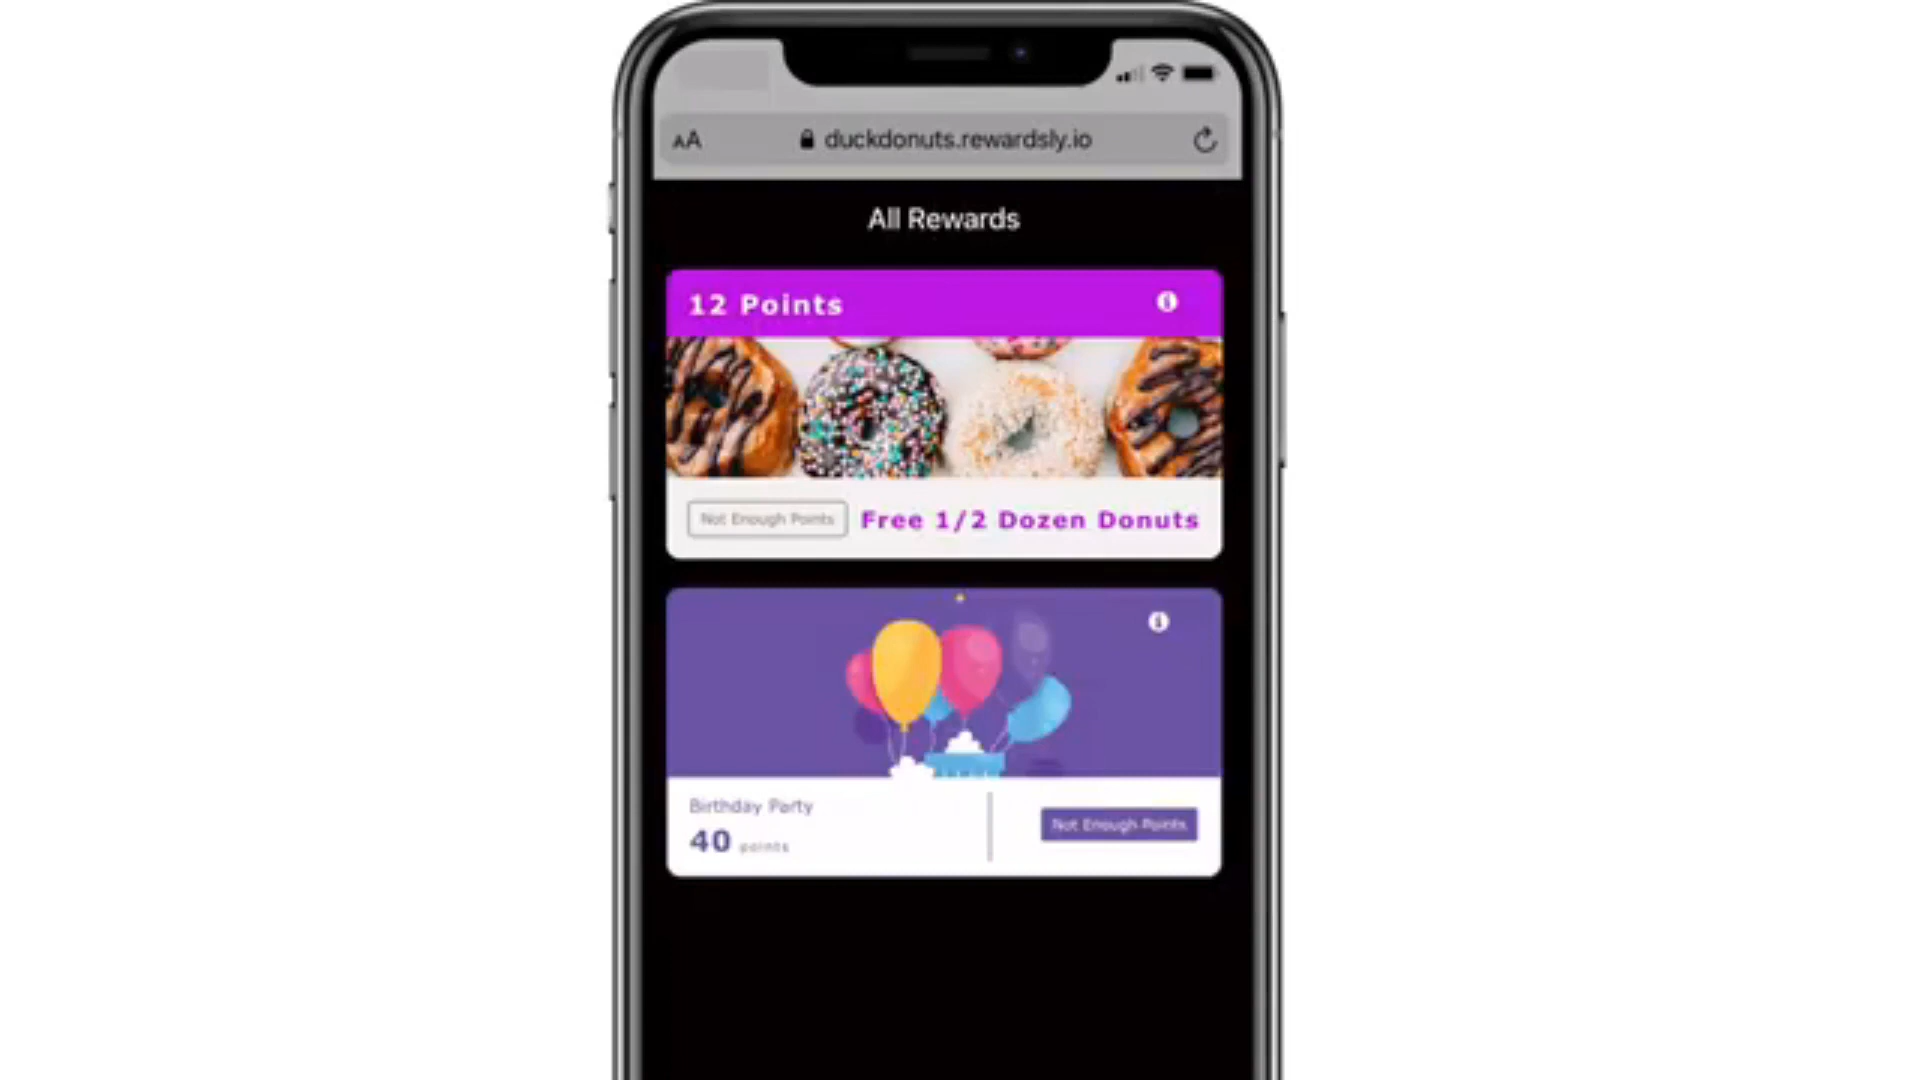 AA duckdonuts.rewardsly.io
All Rewards
12 Points
Not Enough Points Free 1/2 Dozen Donuts
Birthday Party
40 points
Not Enough Points